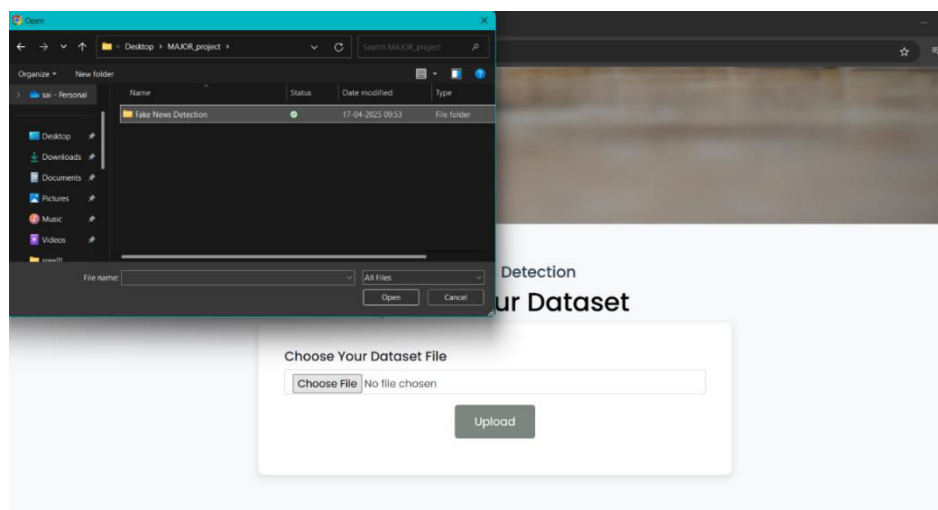 Open
Desktop > MAJOR_project >
Search MAJOR_project
Organize
New folder
sai - Personal
Name
Status
Date modified
Type
Fake News Detection
17-04-2025 09:53
File folder
Desktop
Downloads
Documents
Pictures
Music
Videos
File name:
All Files
Open
Cancel
Detection
ur Dataset
Choose Your Dataset File
Choose File No file chosen
Upload